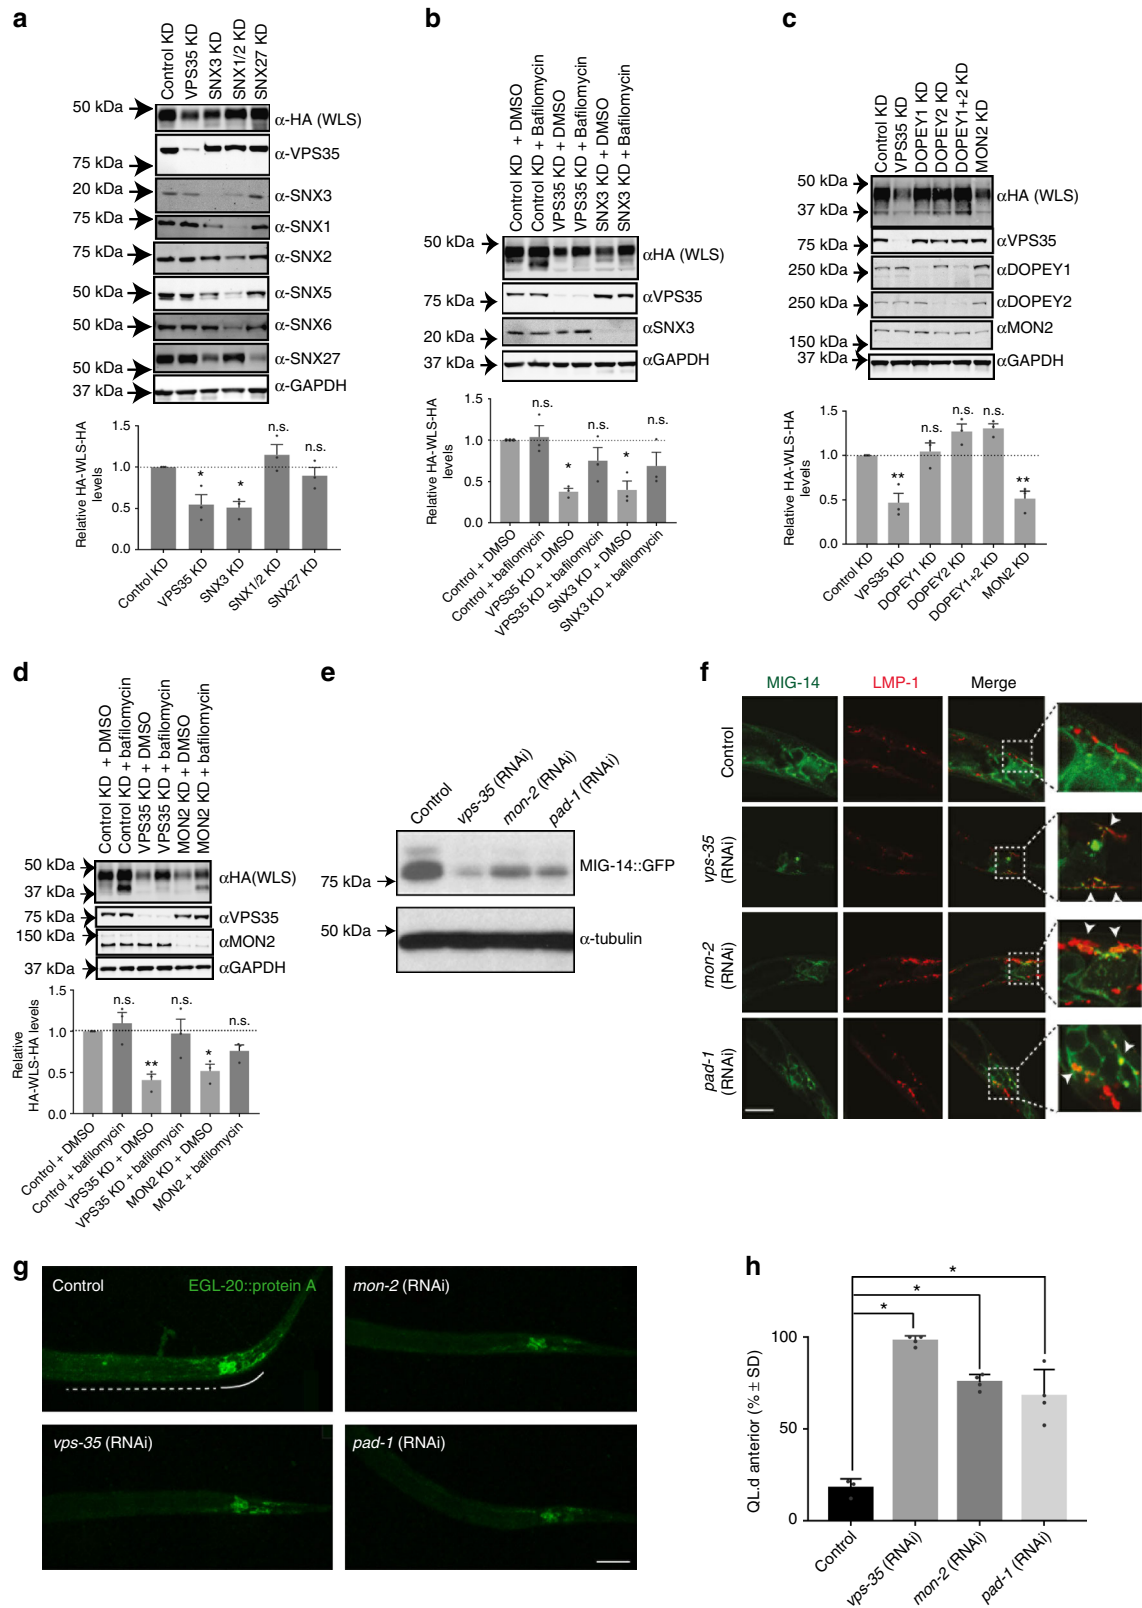 a
Control KD
VPS35 KD
SNX3 KD
SNX1/2 KD
SNX27 KD
50 kDa
α-HA (WLS)
α-VPS35
75 kDa
20 kDa
α-SNX3
75 kDa
α-SNX1
75 kDa
α-SNX2
50 kDa
α-SNX5
50 kDa
α-SNX6
α-SNX27
50 kDa
37 kDa
α-GAPDH
Relative HA-WLS-HA
levels
1.5
1.0
0.5
0.0
*
*
n.s.
n.s.
Control KD
VPS35 KD
SNX3 KD
SNX1/2 KD
SNX27 KD
b
Control KD + DMSO
Control KD + Bafilomycin
VPS35 KD + DMSO
VPS35 KD + Bafilomycin
SNX3 KD + DMSO
SNX3 KD + Bafilomycin
50 kDa
αHA (WLS)
75 kDa
αVPS35
20 kDa
αSNX3
37 kDa
αGAPDH
Relative HA-WLS-HA
levels
1.5
1.0
0.5
0.0
n.s.
*
n.s.
*
n.s.
Control + DMSO
Control + bafilomycin
VPS35 KD + DMSO
VPS35 KD + bafilomycin
SNX3 KD + DMSO
SNX3 KD + bafilomycin
c
Control KD
VPS35 KD
DOPEY1 KD
DOPEY2 KD
DOPEY1+2 KD
MON2 KD
50 kDa
αHA (WLS)
37 kDa
75 kDa
αVPS35
250 kDa
αDOPEY1
250 kDa
αDOPEY2
αMON2
150 kDa
37 kDa
αGAPDH
Relative HA-WLS-HA
levels
1.5
1.0
0.5
0.0
**
n.s.
n.s.
n.s.
**
Control KD
VPS35 KD
DOPEY1 KD
DOPEY2 KD
DOPEY1+2 KD
MON2 KD
d
Control KD + DMSO
Control KD + bafilomycin
VPS35 KD + DMSO
VPS35 KD + bafilomycin
MON2 KD + DMSO
MON2 KD + bafilomycin
50 kDa
αHA(WLS)
37 kDa
75 kDa
αVPS35
150 kDa
αMON2
37 kDa
αGAPDH
Relative
HA-WLS-HA levels
1.5
1.0
0.5
0.0
n.s.
**
n.s.
*
n.s.
Control + DMSO
Control + bafilomycin
VPS35 KD + DMSO
VPS35 KD + bafilomycin
MON2 KD + DMSO
MON2 + bafilomycin
e
Control
vps-35 (RNAi)
mon-2 (RNAi)
pad-1 (RNAi)
MIG-14::GFP
75 kDa
50 kDa
α-tubulin
f
MIG-14
LMP-1
Merge
Control
vps-35
(RNAi)
mon-2
(RNAi)
pad-1
(RNAi)
g
Control
EGL-20::protein A
mon-2 (RNAi)
vps-35 (RNAi)
pad-1 (RNAi)
h
QL.d anterior (% ± SD)
100
50
0
*
*
*
Control
vps-35 (RNAi)
mon-2 (RNAi)
pad-1 (RNAi)